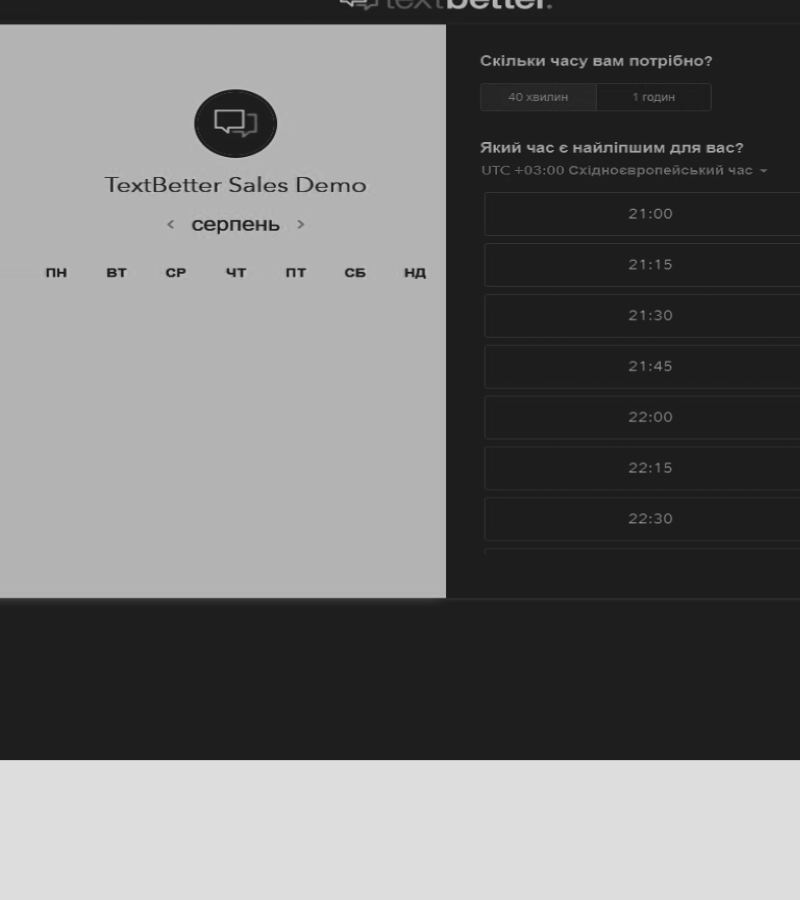 textbetter.
TextBetter Sales Demo
серпень
ПН ВТ СР ЧТ ПТ СБ НД
Скільки часу вам потрібно?
40 хвилин 1 годин
Який час є найліпшим для вас?
UTC +03:00 Східноєвропейський час
21:00
21:15
21:30
21:45
22:00
22:15
22:30